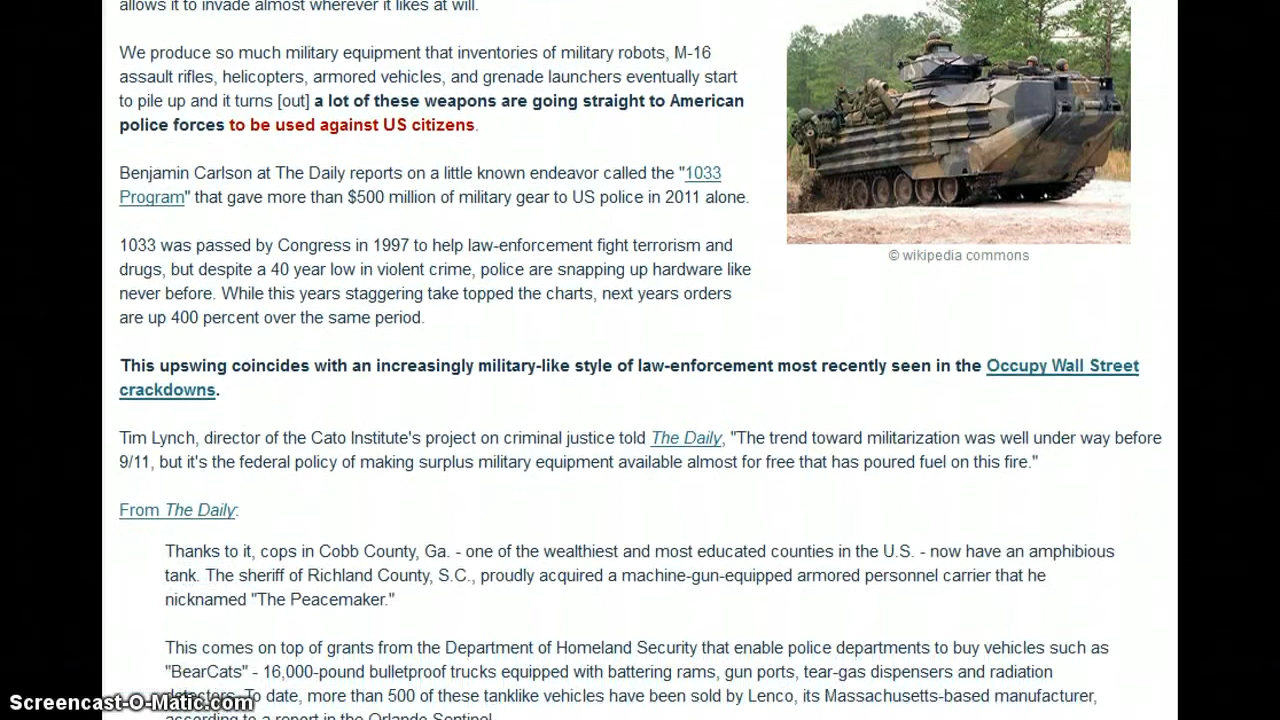 allows it to invade almost wherever it likes at will.
We produce so much military equipment that inventories of military robots, M-16
assault rifles, helicopters, armored vehicles, and grenade launchers eventually start
to pile up and it turns [out] a lot of these weapons are going straight to American
police forces to be used against US citizens.
Benjamin Carlson at The Daily reports on a little known endeavor called the "1033
Program" that gave more than $500 million of military gear to US police in 2011 alone.
1033 was passed by Congress in 1997 to help law-enforcement fight terrorism and
drugs, but despite a 40 year low in violent crime, police are snapping up hardware like
never before. While this years staggering take topped the charts, next years orders
are up 400 percent over the same period.
© wikipedia commons
This upswing coincides with an increasingly military-like style of law-enforcement most recently seen in the Occupy Wall Street
crackdowns.
Tim Lynch, director of the Cato Institute's project on criminal justice told The Daily, "The trend toward militarization was well under way before
9/11, but it's the federal policy of making surplus military equipment available almost for free that has poured fuel on this fire."
From The Daily:
Thanks to it, cops in Cobb County, Ga. - one of the wealthiest and most educated counties in the U.S. - now have an amphibious
tank. The sheriff of Richland County, S.C., proudly acquired a machine-gun-equipped armored personnel carrier that he
nicknamed "The Peacemaker."
This comes on top of grants from the Department of Homeland Security that enable police departments to buy vehicles such as
"BearCats" - 16,000-pound bulletproof trucks equipped with battering rams, gun ports, tear-gas dispensers and radiation
detectors. To date, more than 500 of these tanklike vehicles have been sold by Lenco, its Massachusetts-based manufacturer,
according to a report in the Orlando Sentinel.
Screencast-O-Matic.com